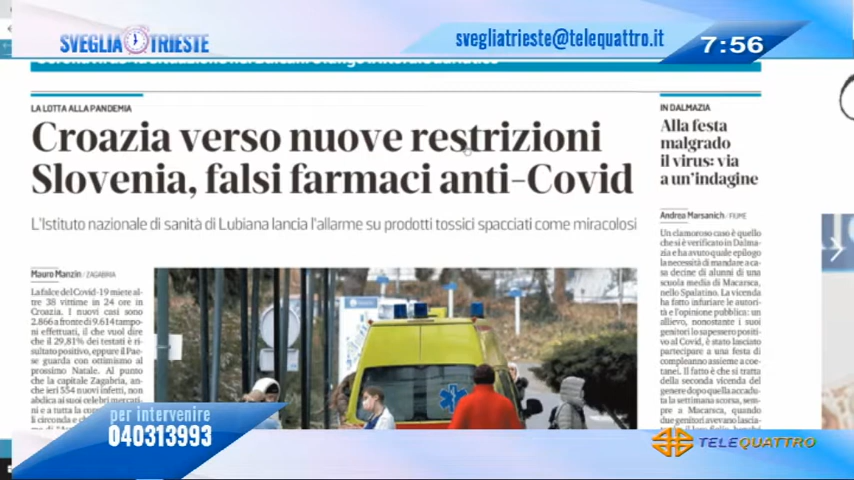 SVEGLIA TRIESTE
svegliatrieste@telequattro.it
7:56
LA LOTTA ALLA PANDEMIA
Croazia verso nuove restrizioni
Slovenia, falsi farmaci anti-Covid
L'Istituto nazionale di sanità di Lubiana lancia l'allarme su prodotti tossici spacciati come miracolosi
Mauro Manzin / ZAGABRIA
La falce del Covid-19 miete al-
tre 38 vittime in 24 ore in
Croazia. I nuovi casi sono
2.866 a fronte di 9.614 tampo-
ni effettuati, il che vuol dire
che il 29,81% dei testati è ri-
sultato positivo, eppure il Pae-
se guarda con ottimismo al
prossimo Natale. Al punto
che la capitale Zagabria, an-
che ieri 554 nuovi infetti, non
abdica ai suoi celebri mercati-
ni e a tutta la
IN DALMAZIA
Alla festa
malgrado
il virus: via
a un'indagine
Andrea Marsanich / FIUME
Un clamoroso caso è quello
che si è verificato in Dalma-
zia e ha avuto quale epilogo
la necessità di mandare a ca-
sa decine di alunni di una
scuola media di Macarsca,
nello Spalatino. La vicenda
ha fatto infuriare le autori-
tà e l'opinione pubblica: un
allievo, nonostante i suoi
genitori lo sapessero positi-
vo al Covid, è stato lasciato
partecipare a una festa di
compleanno assieme a coe-
tanei. Il fatto è che si tratta
della seconda vicenda del
genere dopo quella accadu-
ta la settimana scorsa, sem-
pre a Macarsca, quando
due genitori avevano lascia-
per intervenire
040313993
TELEQUATTRO